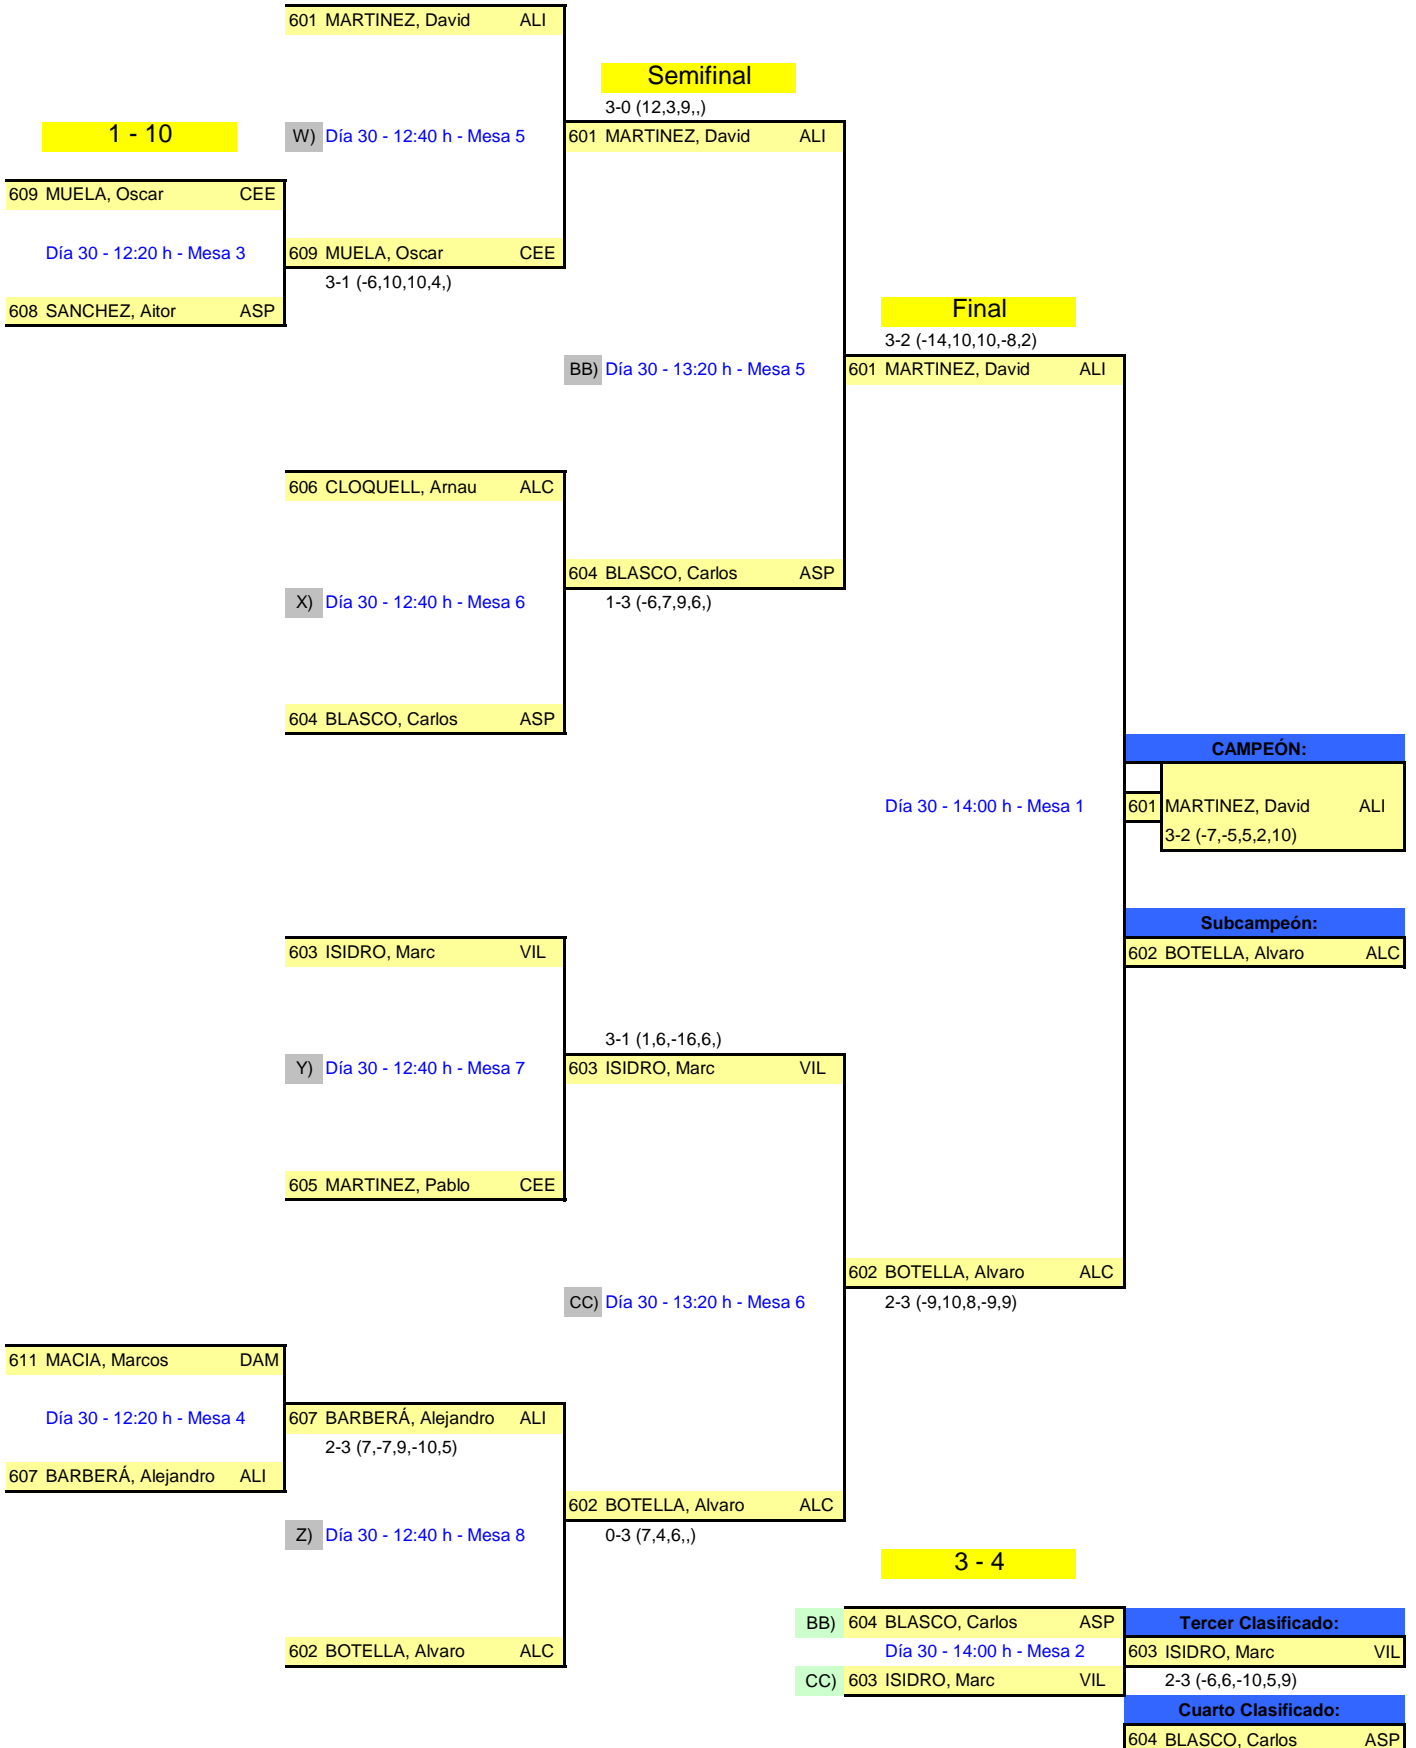 601 MARTINEZ, David ALI
Semifinal
3-0 (12,3,9,,)
1 - 10
W) Día 30 - 12:40 h - Mesa 5
601 MARTINEZ, David ALI
609 MUELA, Oscar CEE
Día 30 - 12:20 h - Mesa 3
609 MUELA, Oscar CEE
3-1 (-6,10,10,4,)
608 SANCHEZ, Aitor ASP
Final
3-2 (-14,10,10,-8,2)
BB) Día 30 - 13:20 h - Mesa 5
601 MARTINEZ, David ALI
606 CLOQUELL, Arnau ALC
604 BLASCO, Carlos ASP
X) Día 30 - 12:40 h - Mesa 6
1-3 (-6,7,9,6,)
604 BLASCO, Carlos ASP
CAMPEÓN:
Día 30 - 14:00 h - Mesa 1
601 MARTINEZ, David ALI
3-2 (-7,-5,5,2,10)
Subcampeón:
603 ISIDRO, Marc VIL
602 BOTELLA, Alvaro ALC
3-1 (1,6,-16,6,)
Y) Día 30 - 12:40 h - Mesa 7
603 ISIDRO, Marc VIL
605 MARTINEZ, Pablo CEE
602 BOTELLA, Alvaro ALC
CC) Día 30 - 13:20 h - Mesa 6
2-3 (-9,10,8,-9,9)
611 MACIA, Marcos DAM
Día 30 - 12:20 h - Mesa 4
607 BARBERÁ, Alejandro ALI
2-3 (7,-7,9,-10,5)
607 BARBERÁ, Alejandro ALI
602 BOTELLA, Alvaro ALC
Z) Día 30 - 12:40 h - Mesa 8
0-3 (7,4,6,,)
3 - 4
BB) 604 BLASCO, Carlos ASP
Tercer Clasificado:
602 BOTELLA, Alvaro ALC
Día 30 - 14:00 h - Mesa 2
603 ISIDRO, Marc VIL
CC) 603 ISIDRO, Marc VIL
2-3 (-6,6,-10,5,9)
Cuarto Clasificado:
604 BLASCO, Carlos ASP